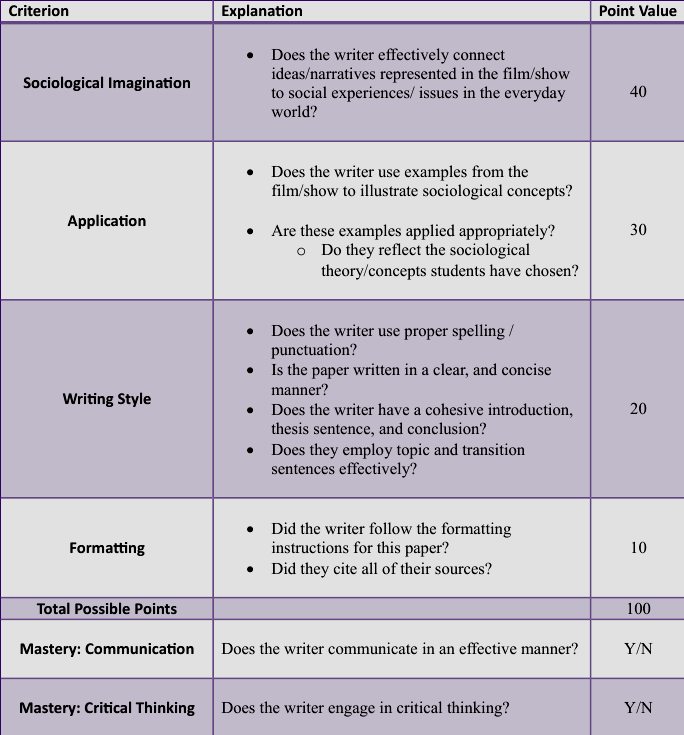 Criterion Explanation Point Value
Sociological Imagination
• Does the writer effectively connect
ideas/narratives represented in the film/show
to social experiences/ issues in the everyday
world?
40
Application
• Does the writer use examples from the
film/show to illustrate sociological concepts?
• Are these examples applied appropriately?
o Do they reflect the sociological
theory/concepts students have chosen?
30
Writing Style
• Does the writer use proper spelling /
punctuation?
• Is the paper written in a clear, and concise
manner?
• Does the writer have a cohesive introduction,
thesis sentence, and conclusion?
• Does they employ topic and transition
sentences effectively?
20
Formatting
• Did the writer follow the formatting
instructions for this paper?
• Did they cite all of their sources?
10
Total Possible Points 100
Mastery: Communication Does the writer communicate in an effective manner? Y/N
Mastery: Critical Thinking Does the writer engage in critical thinking? Y/N